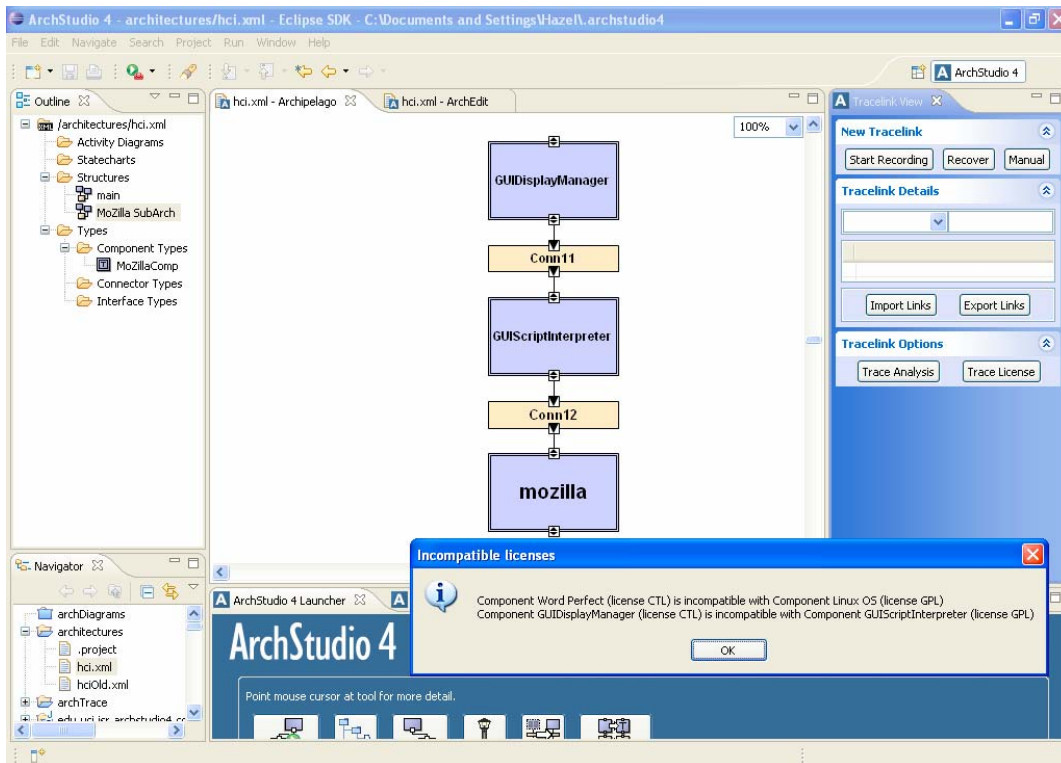 ArchStudio 4 - architectures/hci.xml - Eclipse SDK - C:\Documents and Settings\Hazel\.archstudio4
File Edit Navigate Search Project Run Window Help
ArchStudio 4
Outline
hci.xml - Archipelago
hci.xml - ArchEdit
Tracelink View
/architectures/hci.xml
Activity Diagrams
Statecharts
Structures
main
MoZilla SubArch
Types
Component Types
MoZillaComp
Connector Types
Interface Types
100%
GUIDisplayManager
Conn11
GUIScriptInterpreter
Conn12
mozilla
New Tracelink
Start Recording Recover Manual
Tracelink Details
Import Links Export Links
Tracelink Options
Trace Analysis Trace License
Incompatible licenses
Component Word Perfect (license CTL) is incompatible with Component Linux OS (license GPL)
Component GUIDisplayManager (license CTL) is incompatible with Component GUIScriptInterpreter (license GPL)
OK
Navigator
archDiagrams
architectures
.project
hci.xml
hciOld.xml
archTrace
ArchStudio 4 Launcher
ArchStudio 4
Point mouse cursor at tool for more detail.